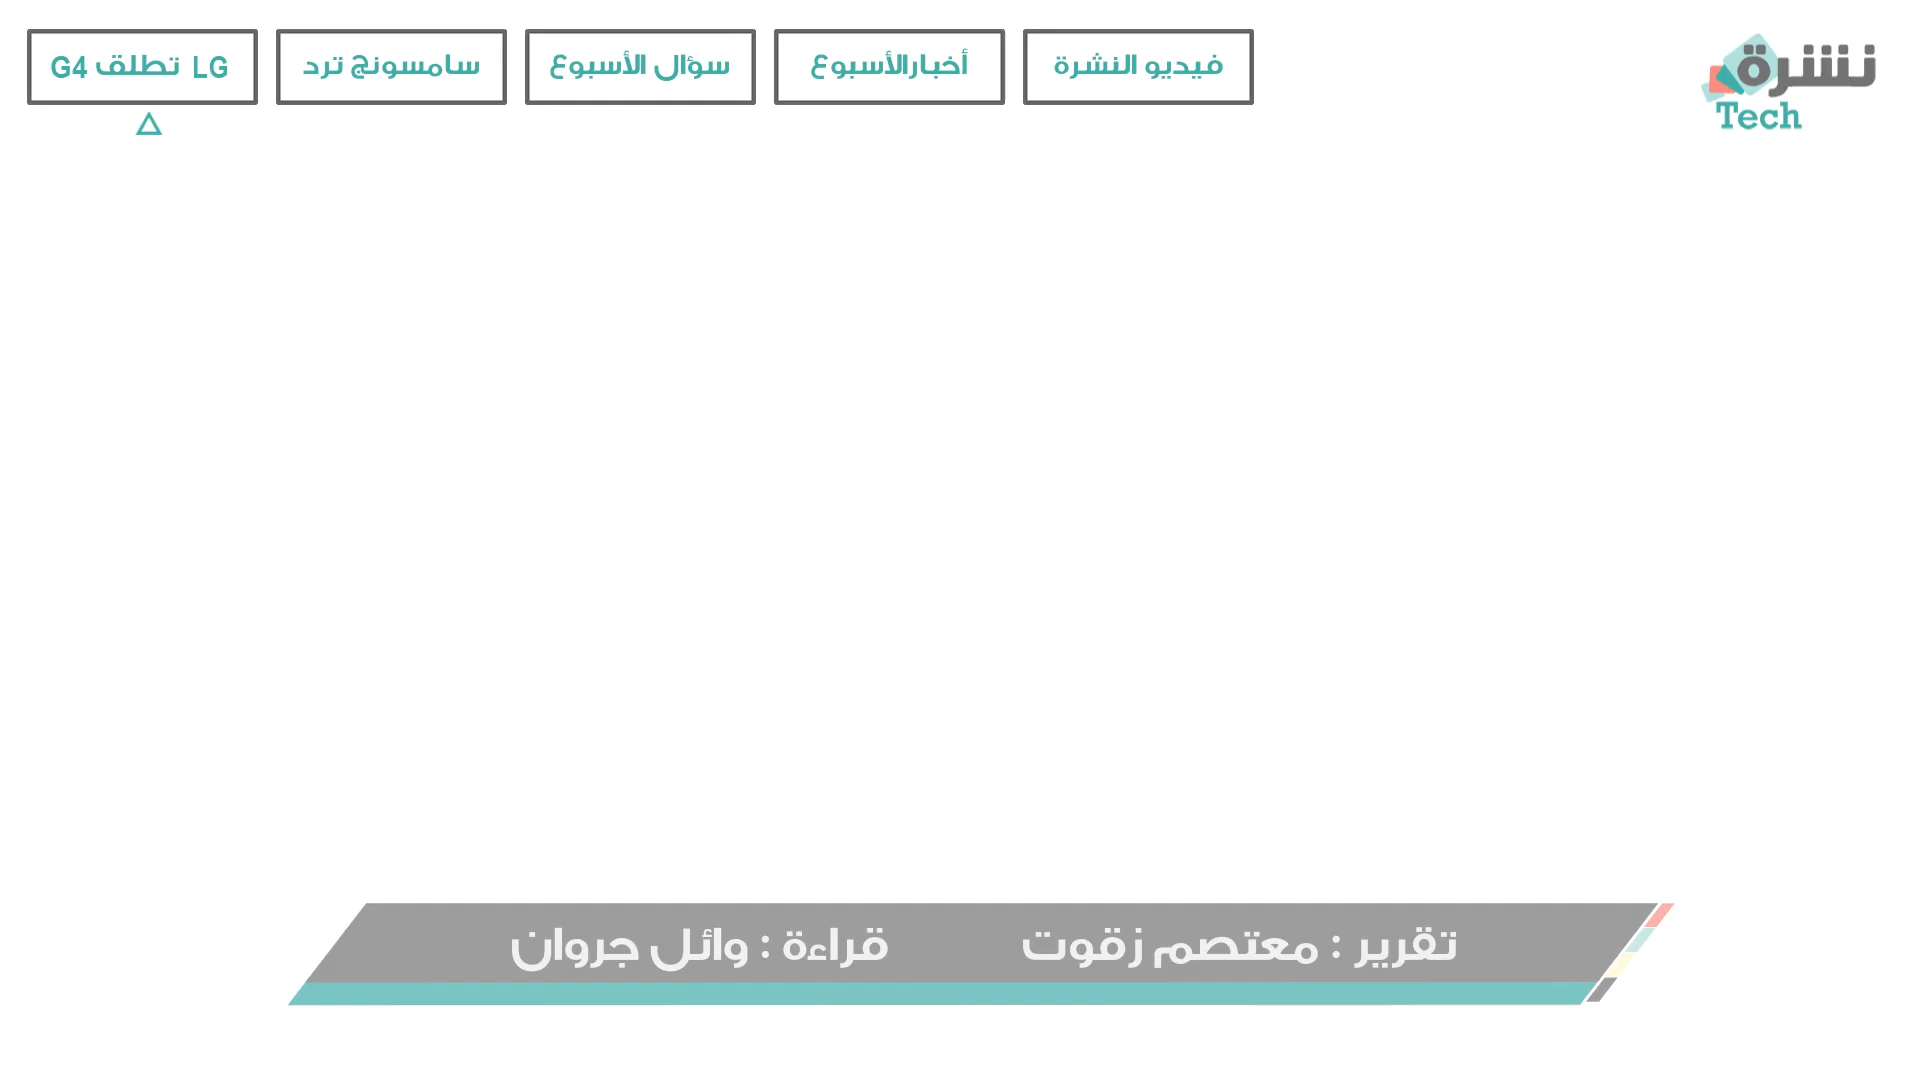 نشرة
Tech
فيديو النشرة
أخبارالأسبوع
سؤال الأسبوع
سامسونج ترد
LG تطلق G4
تقرير : معتصم زقوت
قراءة : وائل جروان